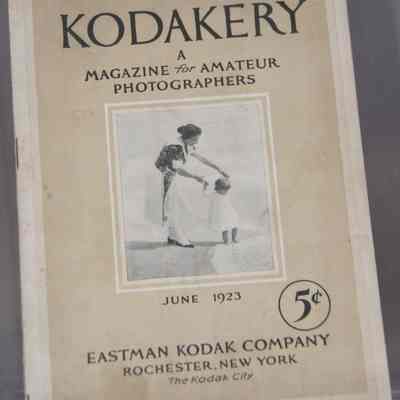 KODAKERY
A
MAGAZINE for AMATEUR
PHOTOGRAPHERS
JUNE 1923
5¢
EASTMAN KODAK COMPANY
ROCHESTER, NEW YORK
The Kodak City